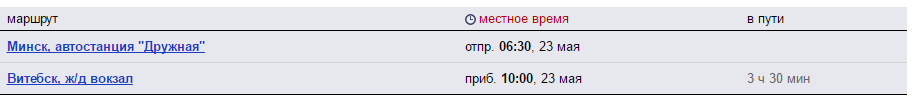 маршрут местное время в пути
Минск, автостанция "Дружная" отпр. 06:30, 23 мая
Витебск, ж/д вокзал приб. 10:00, 23 мая 3 ч 30 мин